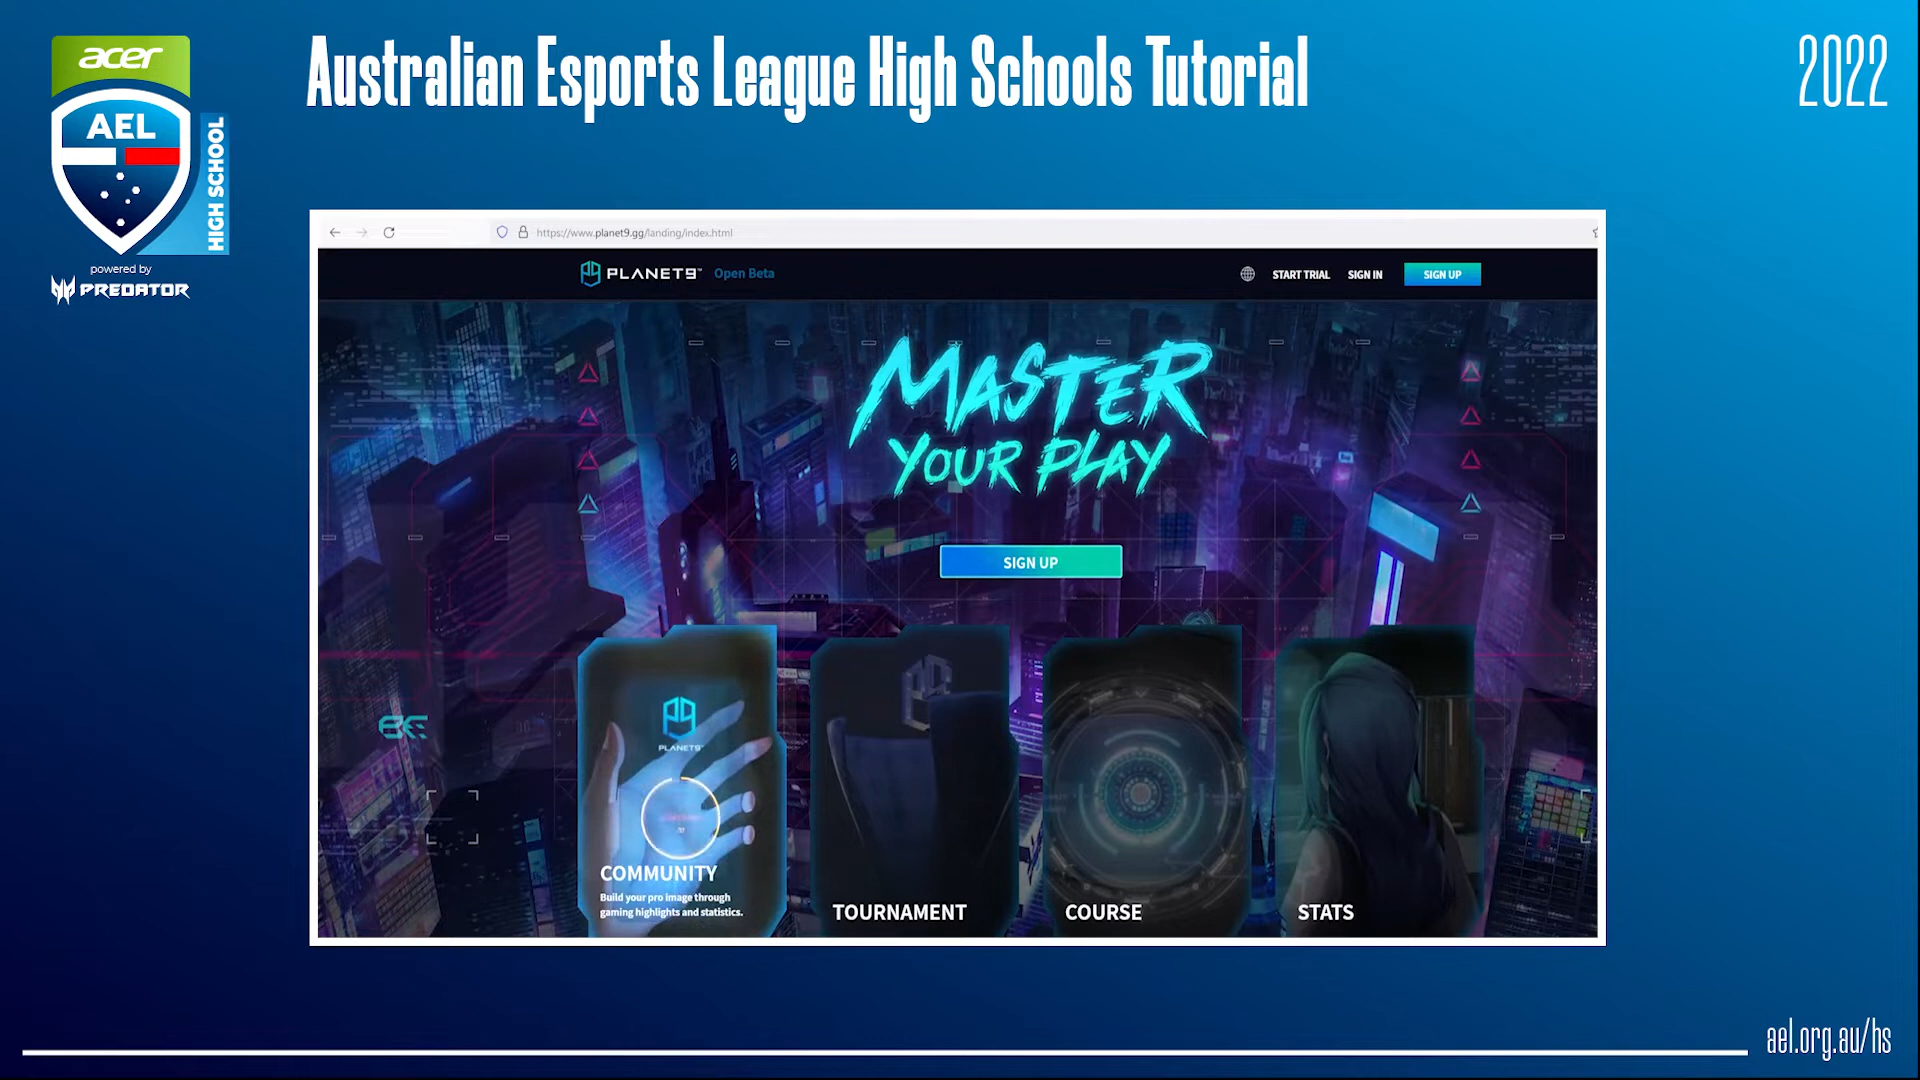 acer
AEL
HIGH SCHOOL
powered by
PREDATOR
Australian Esports League High Schools Tutorial
2022
https://www.planet9.gg/landing/index.html
PLANET9™ Open Beta
START TRIAL SIGN IN SIGN UP
MASTER
YOUR PLAY
SIGN UP
PLANET9
COMMUNITY
Build your pro image through
gaming highlights and statistics.
TOURNAMENT
COURSE
STATS
ael.org.au/hs